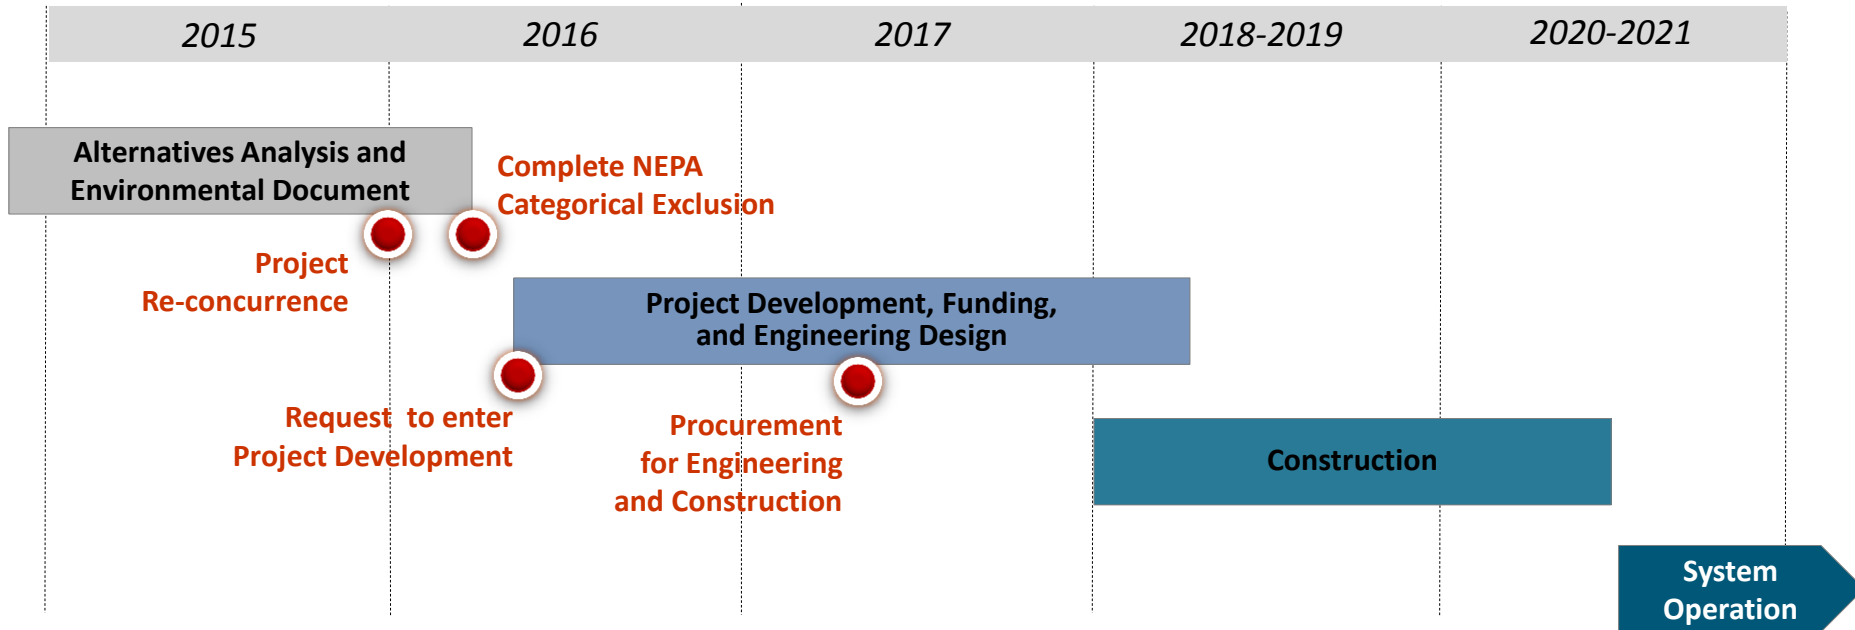 2015
2016
2017
2018-2019
2020-2021
Alternatives Analysis and
Environmental Document
Complete NEPA
Categorical Exclusion
Project
Re-concurrence
Project Development, Funding,
and Engineering Design
Request to enter
Project Development
Procurement
for Engineering
and Construction
Construction
System
Operation